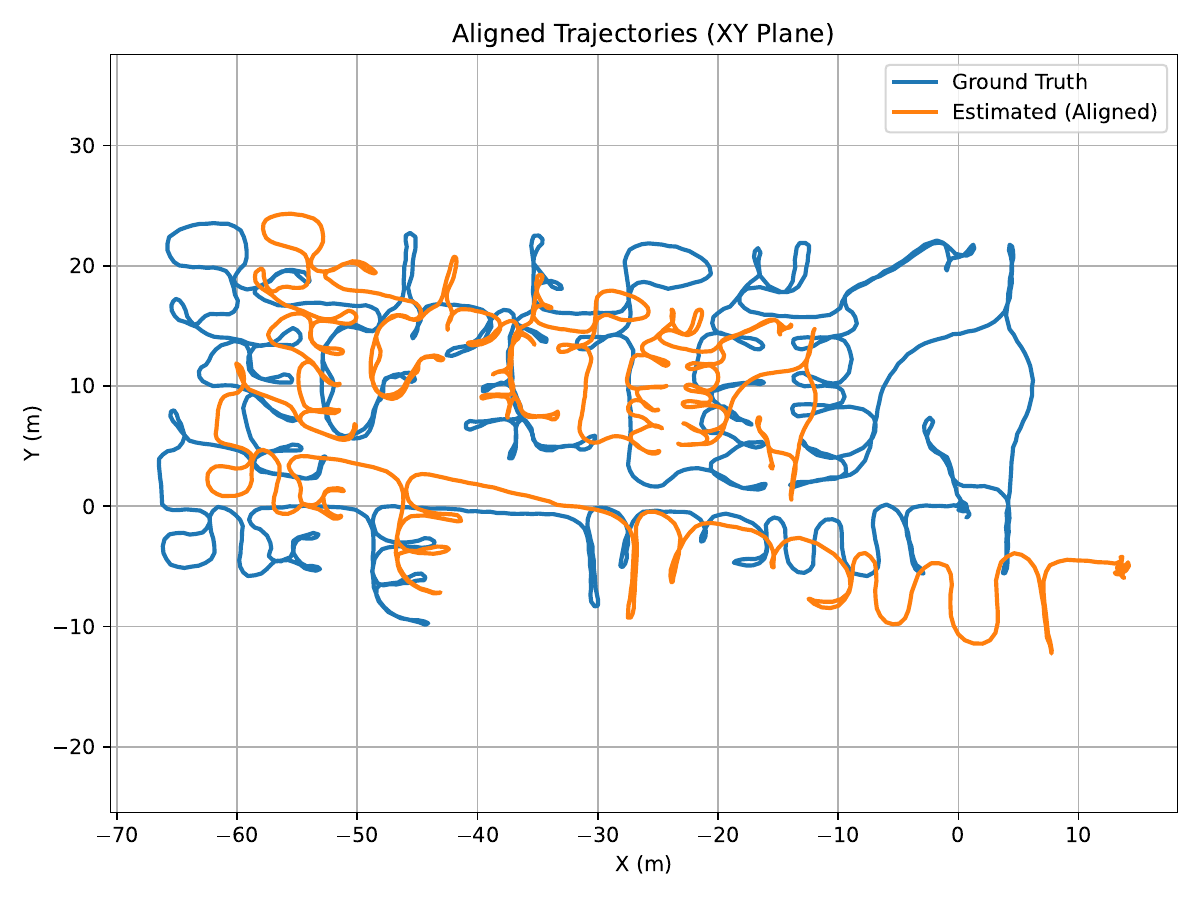 Aligned Trajectories (XY Plane)
Ground Truth
Estimated (Aligned)
30
20
10
0
−10
−20
Y (m)
−70 −60 −50 −40 −30 −20 −10 0 10
X (m)